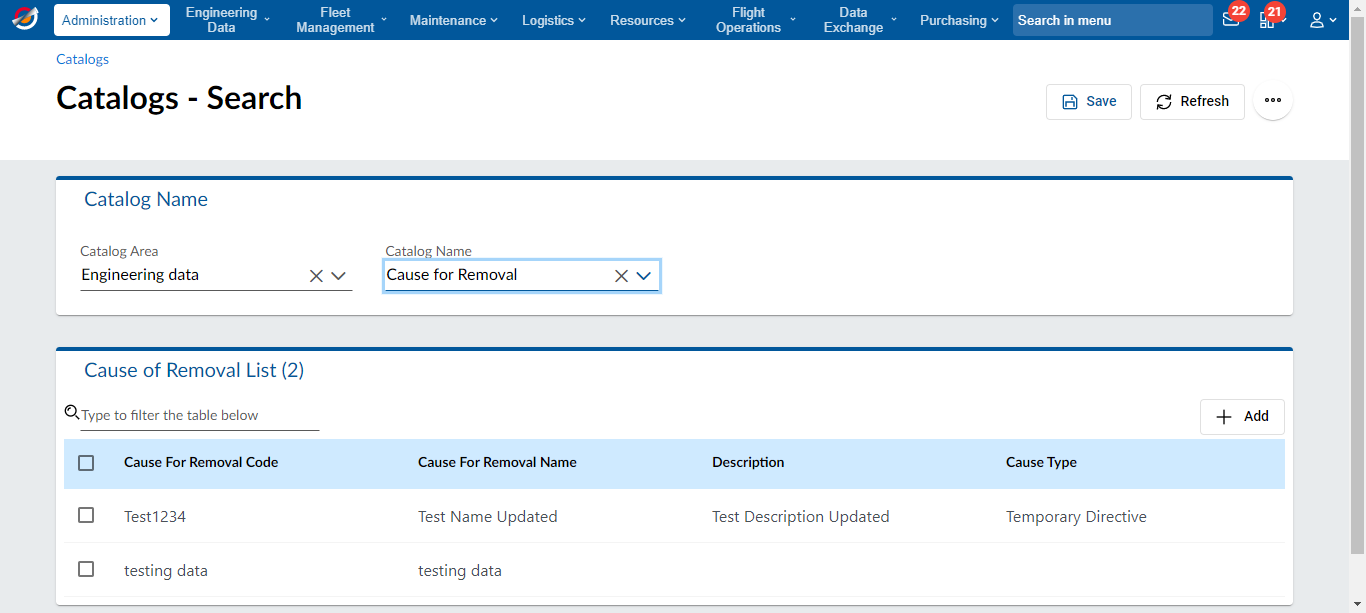 Administration
Engineering Data
Fleet Management
Maintenance
Logistics
Resources
Flight Operations
Data Exchange
Purchasing
Search in menu
22
21
Catalogs
Catalogs - Search
Save
Refresh
Catalog Name
Catalog Area
Catalog Name
Engineering data
Cause for Removal
Cause of Removal List (2)
Type to filter the table below
Add
Cause For Removal Code
Cause For Removal Name
Description
Cause Type
Test1234
Test Name Updated
Test Description Updated
Temporary Directive
testing data
testing data